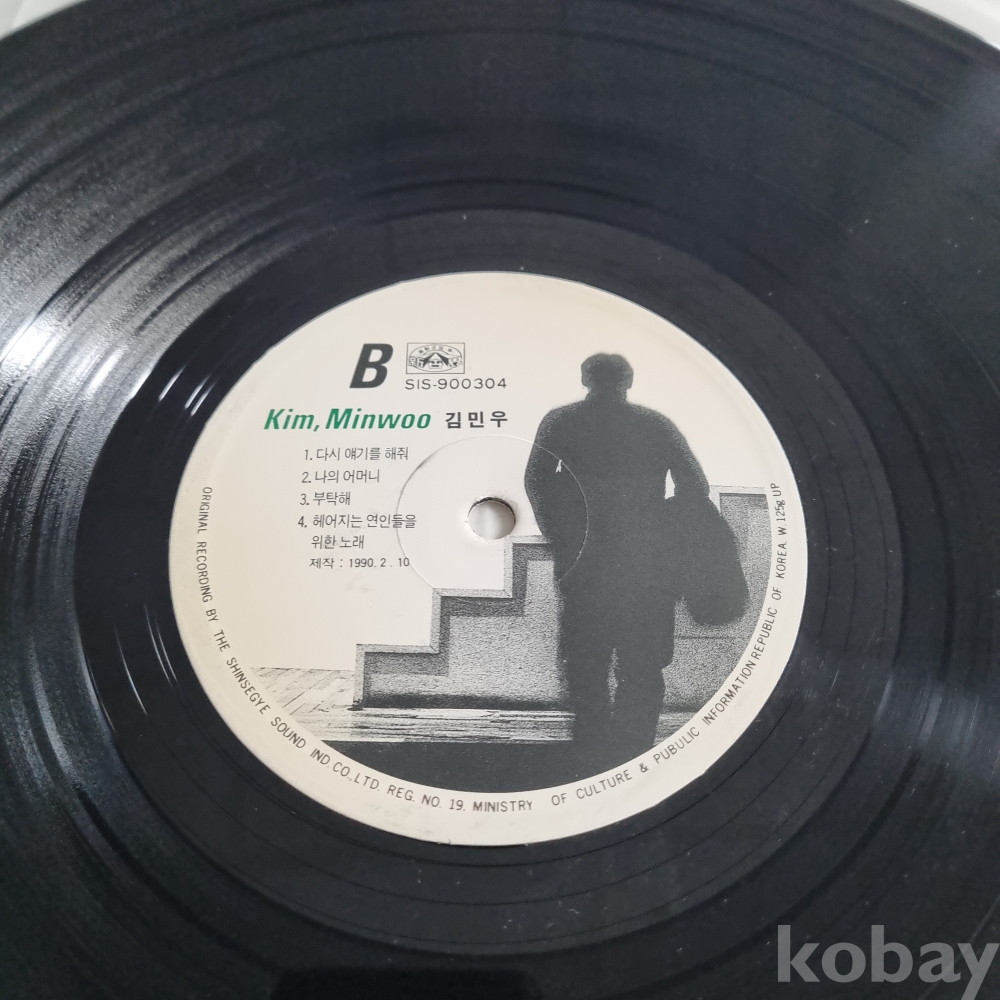 B
SIS-900304
Kim, Minwoo 김민우
1. 다시 얘기를 해줘
2. 나의 어머니
3. 부탁해
4. 헤어지는 연인들을
위한 노래
제작 : 1990. 2. 10
ORIGINAL RECORDING BY THE SHINSEGYE SOUND IND. CO., LTD. REG. NO. 19. MINISTRY OF CULTURE & PUBULIC INFORMATION REPUBLIC OF KOREA. W. 125g UP
kobay